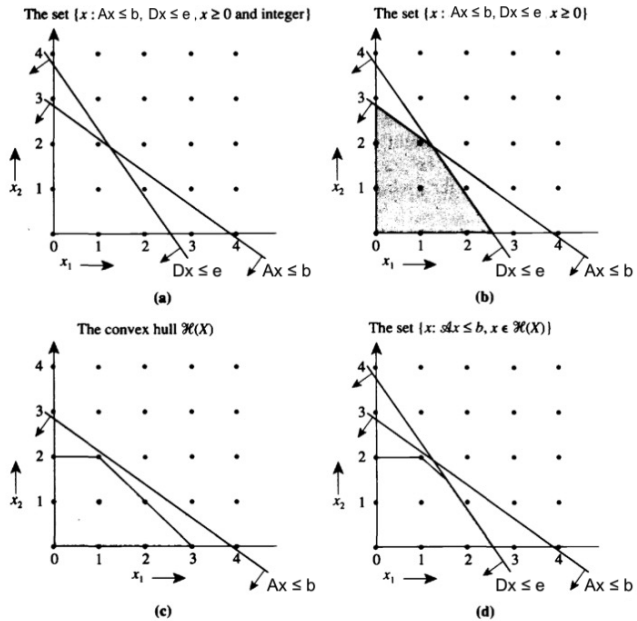 The set {x : Ax ≤ b, Dx ≤ e , x ≥ 0 and integer}
4
3
2
1
x₂
0 1 2 3 4
x₁
Dx ≤ e
Ax ≤ b
(a)
The set {x : Ax ≤ b, Dx ≤ e x ≥ 0}
4
3
2
1
x₂
0 1 2 3 4
x₁
Dx ≤ e
Ax ≤ b
(b)
The convex hull ℋ(X)
4
3
2
1
x₂
0 1 2 3 4
x₁
Ax ≤ b
(c)
The set {x: 𝒜x ≤ b, x ϵ ℋ(X)}
4
3
2
1
x₂
0 1 2 3 4
x₁
Dx ≤ e
Ax ≤ b
(d)